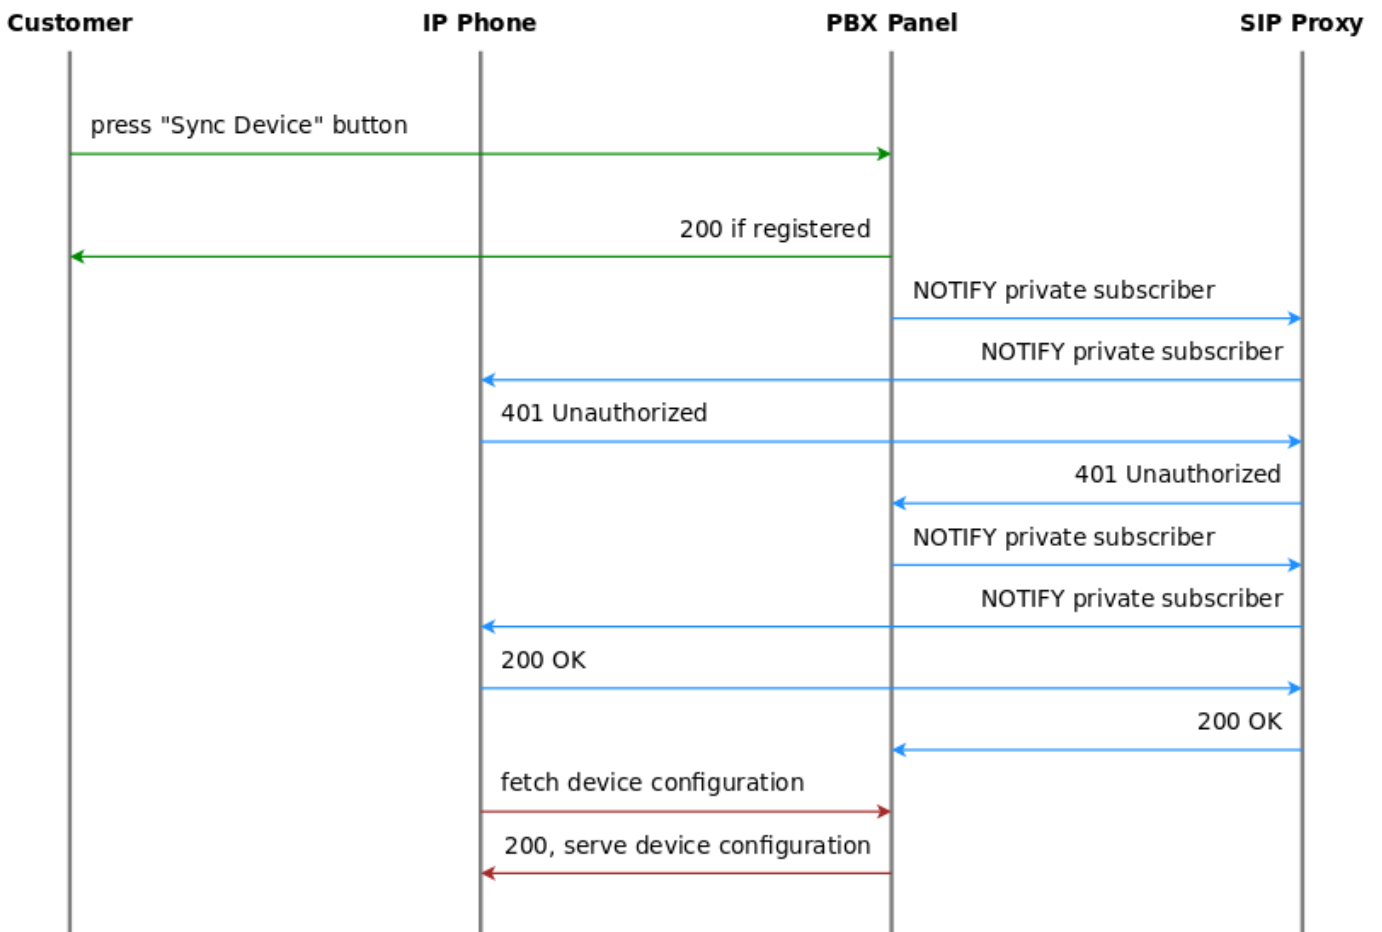 Customer IP Phone PBX Panel SIP Proxy
press "Sync Device" button
200 if registered
NOTIFY private subscriber
NOTIFY private subscriber
401 Unauthorized
401 Unauthorized
NOTIFY private subscriber
NOTIFY private subscriber
200 OK
200 OK
fetch device configuration
200, serve device configuration